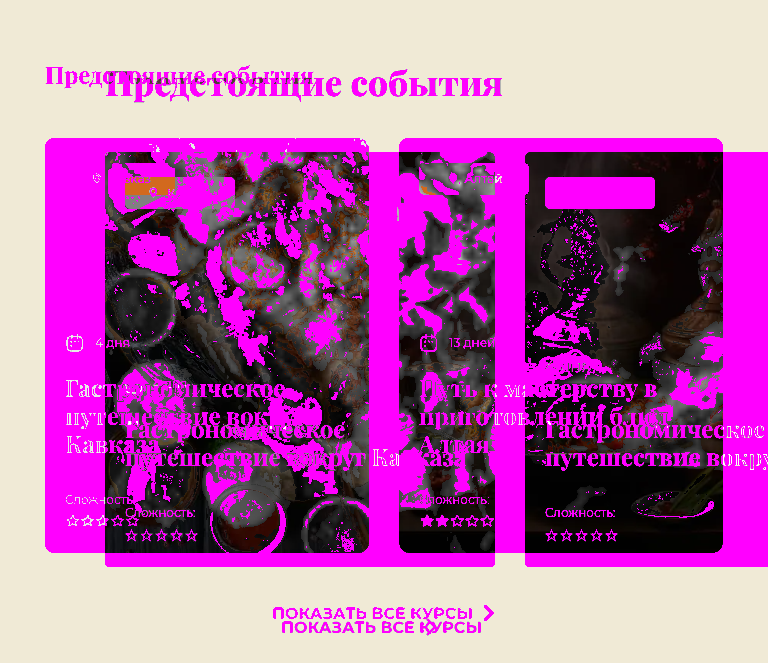 Предстоящие события
Предстоящие события
4 дня
13 дней
Гастрономическое
путешествие вокруг
Кавказа
Путь к мастерству в
приготовлении блюд
Алтая
Гастрономическое
путешествие вокруг Кавказа
Гастрономическое
путешествие вокру
Сложность:
Сложность:
Сложность:
Сложность:
ПОКАЗАТЬ ВСЕ КУРСЫ
ПОКАЗАТЬ ВСЕ КУРСЫ